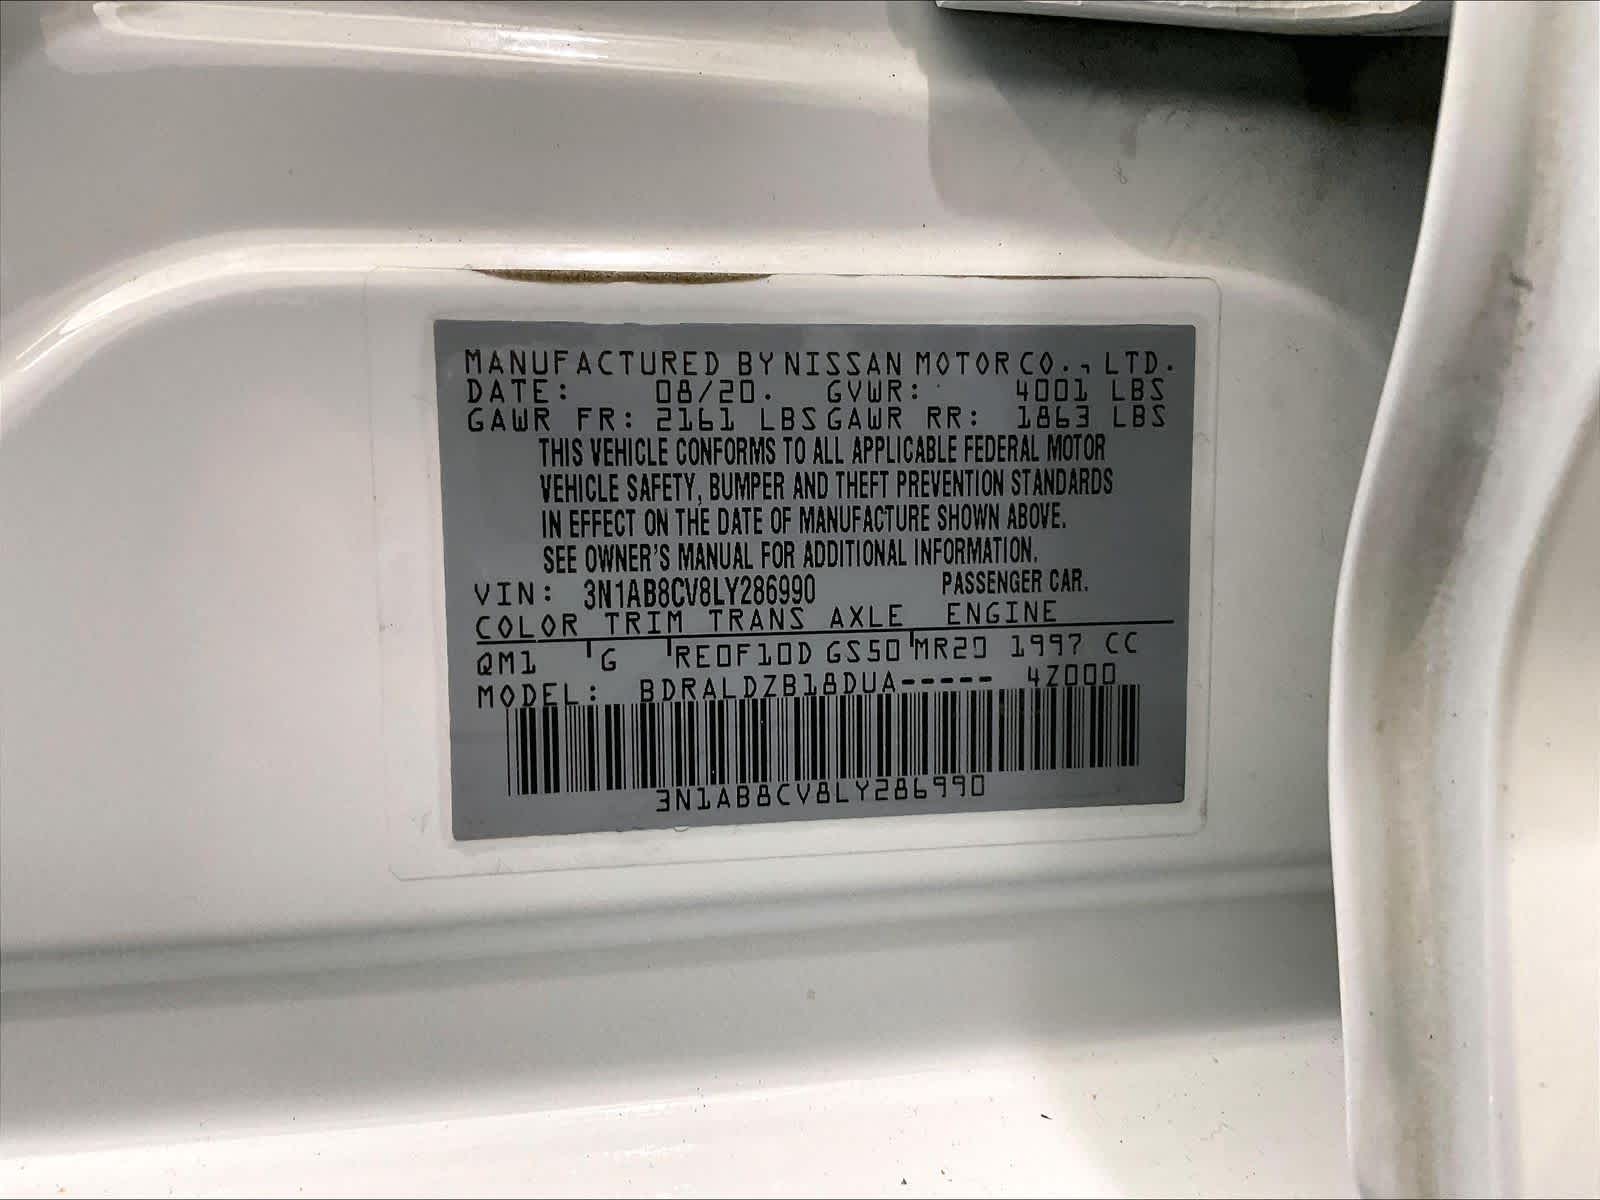 MANUFACTURED BY NISSAN MOTOR CO., LTD.
DATE: 08/20. GVWR: 4001 LBS
GAWR FR: 2161 LBS GAWR RR: 1863 LBS
THIS VEHICLE CONFORMS TO ALL APPLICABLE FEDERAL MOTOR
VEHICLE SAFETY, BUMPER AND THEFT PREVENTION STANDARDS
IN EFFECT ON THE DATE OF MANUFACTURE SHOWN ABOVE.
SEE OWNER'S MANUAL FOR ADDITIONAL INFORMATION.
VIN: 3N1AB8CV8LY286990 PASSENGER CAR.
COLOR TRIM TRANS AXLE ENGINE
QM1 G RE0F10D GS50 MR20 1997 CC
MODEL: BDRALDZB18DUA----- 4Z000
3N1AB8CV8LY286990